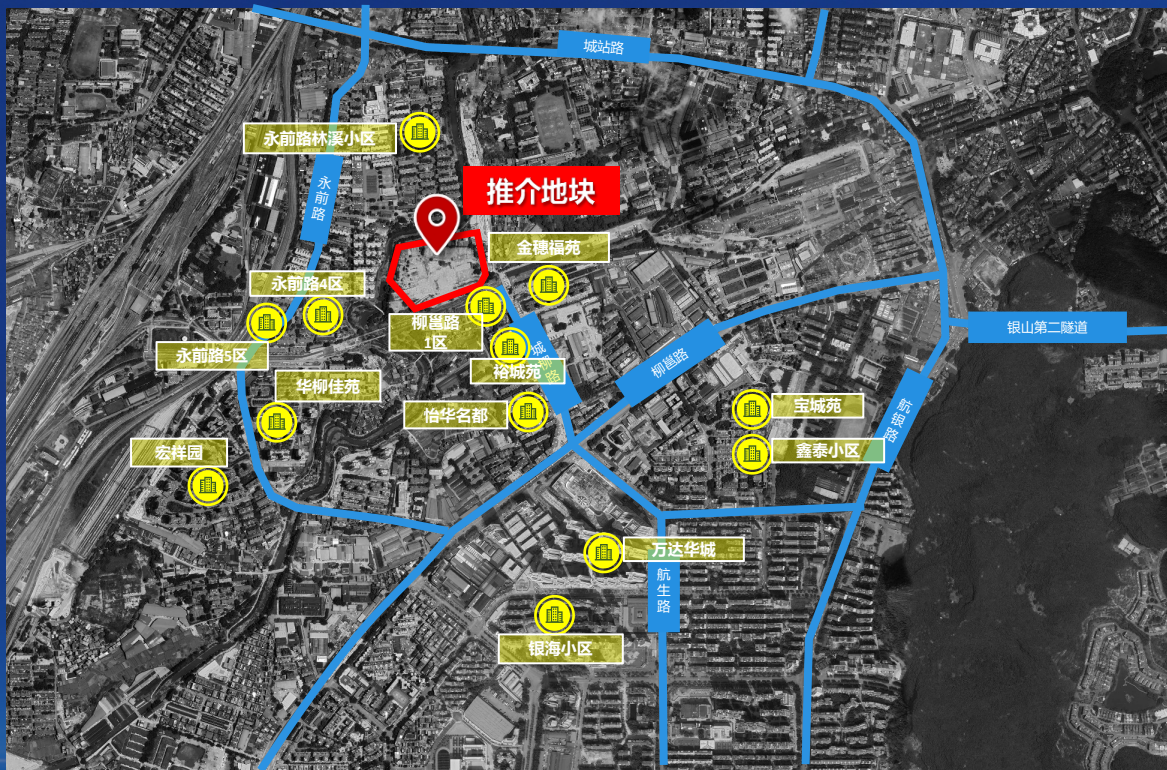 城站路
永前路林溪小区
永前路
推介地块
金穗福苑
永前路4区
柳邕路
1区
银山第二隧道
永前路5区
柳邕路
裕城苑
华柳佳苑
怡华名都
宝城苑
航银路
宏祥园
鑫泰小区
万达华城
航生路
银海小区